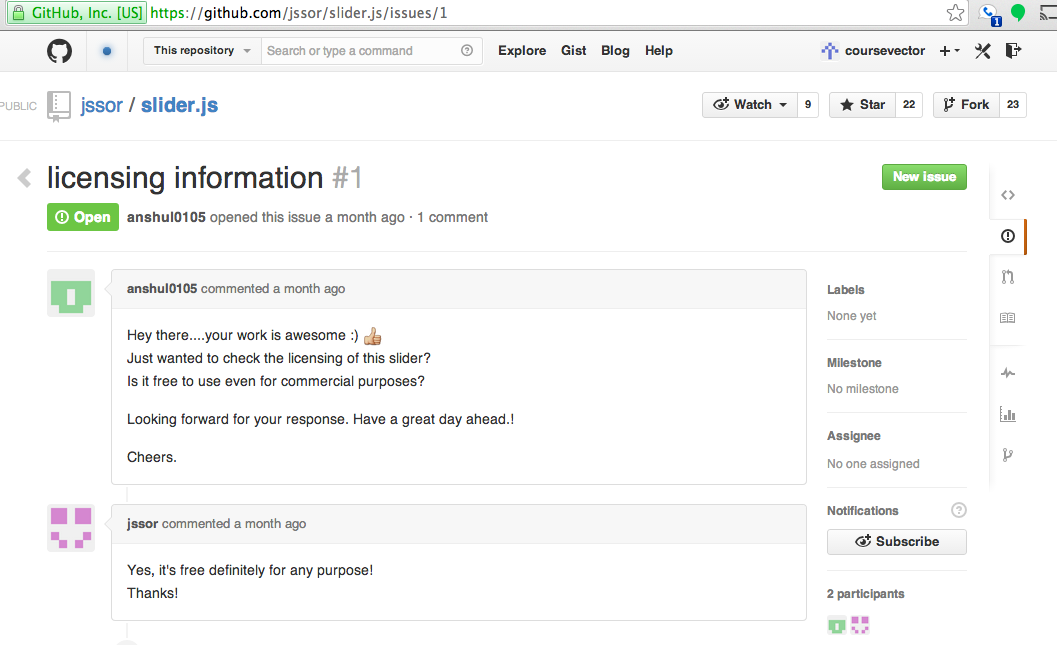 GitHub, Inc. [US] https://github.com/jssor/slider.js/issues/1
1
This repository Search or type a command Explore Gist Blog Help coursevector
PUBLIC jssor / slider.js Watch 9 Star 22 Fork 23
licensing information #1 New issue
Open anshul0105 opened this issue a month ago · 1 comment
anshul0105 commented a month ago
Hey there....your work is awesome :)
Just wanted to check the licensing of this slider?
Is it free to use even for commercial purposes?
Looking forward for your response. Have a great day ahead.!
Cheers.
jssor commented a month ago
Yes, it's free definitely for any purpose!
Thanks!
Labels
None yet
Milestone
No milestone
Assignee
No one assigned
Notifications ?
Subscribe
2 participants